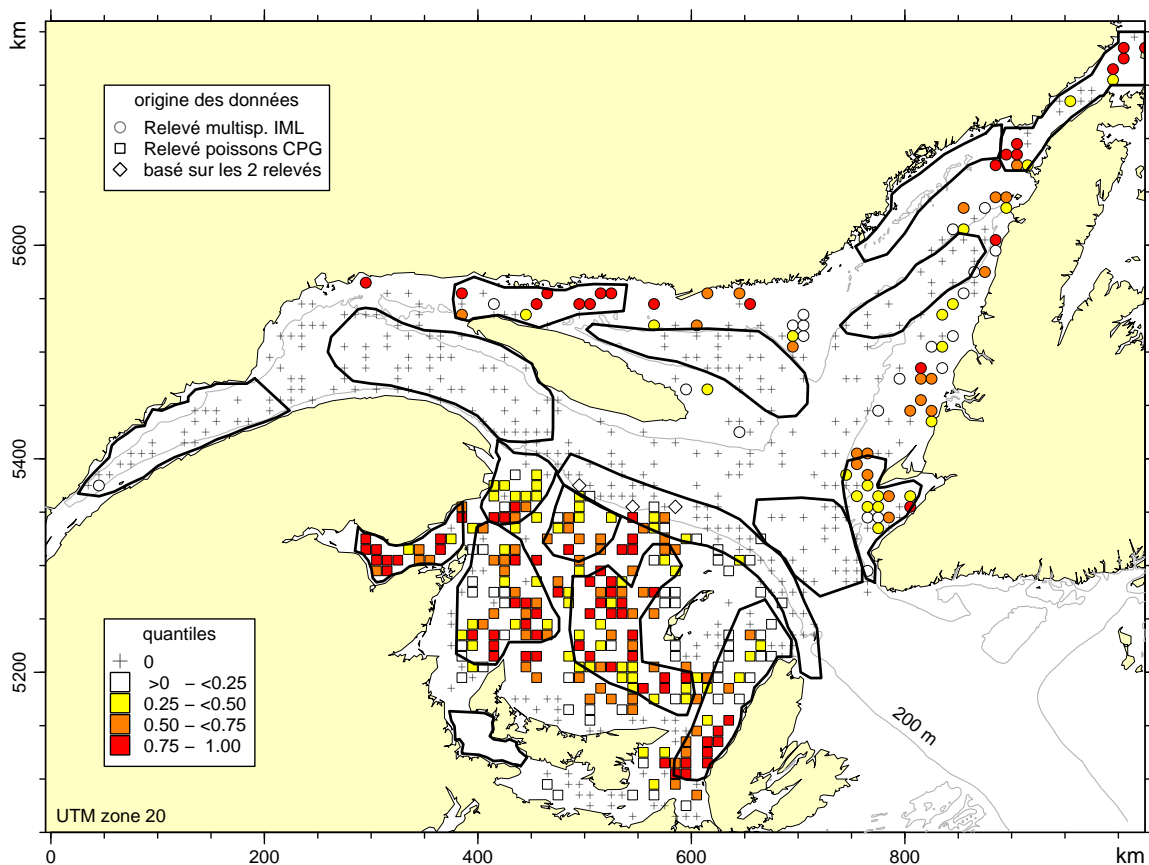 km
5600
5400
5200
origine des données
Relevé multisp. IML
Relevé poissons CPG
basé sur les 2 relevés
quantiles
0
>0 – <0.25
0.25 – <0.50
0.50 – <0.75
0.75 – 1.00
200 m
UTM zone 20
0 200 400 600 800 km